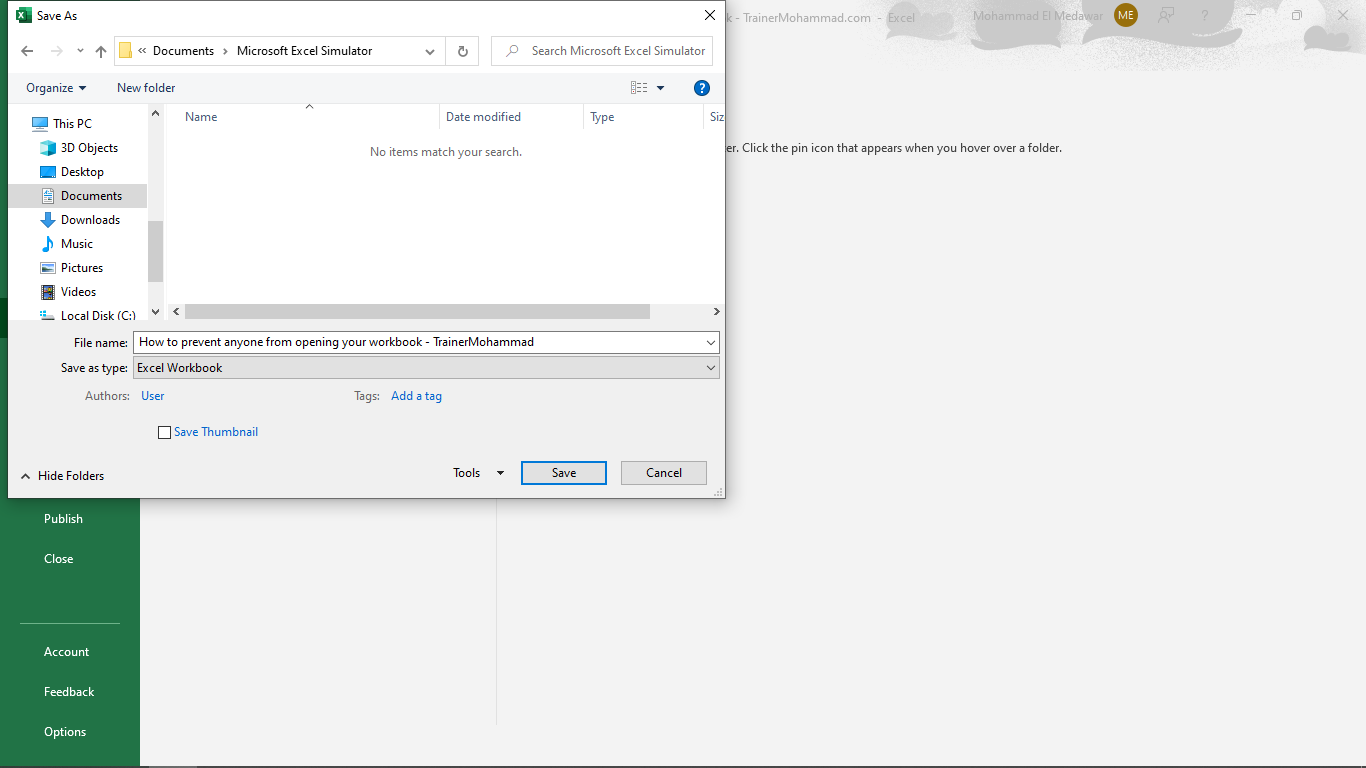 Save As
k - TrainerMohammad.com - Excel
Mohammad El Medawar
ME
?
« Documents › Microsoft Excel Simulator
Search Microsoft Excel Simulator
Organize
New folder
?
This PC
3D Objects
Desktop
Documents
Downloads
Music
Pictures
Videos
Local Disk (C:)
Name
Date modified
Type
Siz
No items match your search.
er. Click the pin icon that appears when you hover over a folder.
File name: How to prevent anyone from opening your workbook - TrainerMohammad
Save as type: Excel Workbook
Authors: User
Tags: Add a tag
Save Thumbnail
Hide Folders
Tools
Save
Cancel
Publish
Close
Account
Feedback
Options